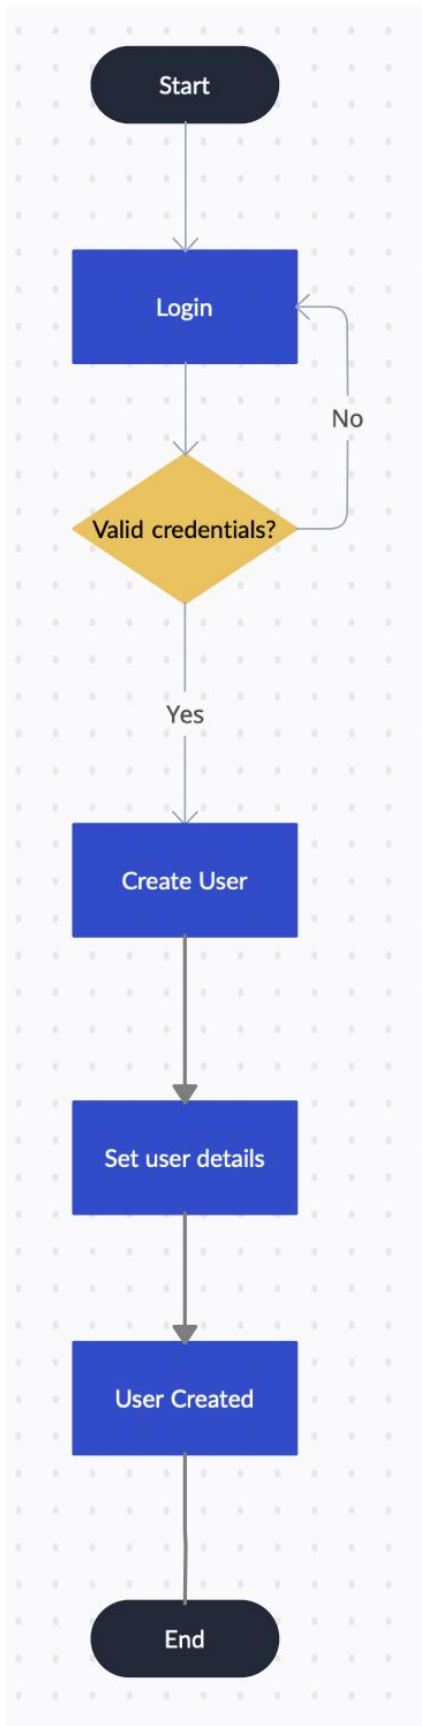 Start
Login
No
Valid credentials?
Yes
Create User
Set user details
User Created
End